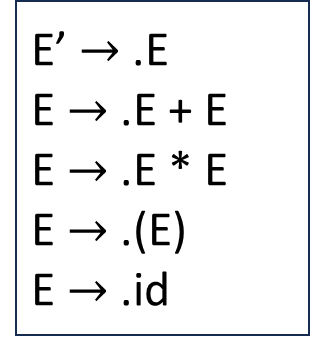 E’ → .E
E → .E + E
E → .E * E
E → .(E)
E → .id